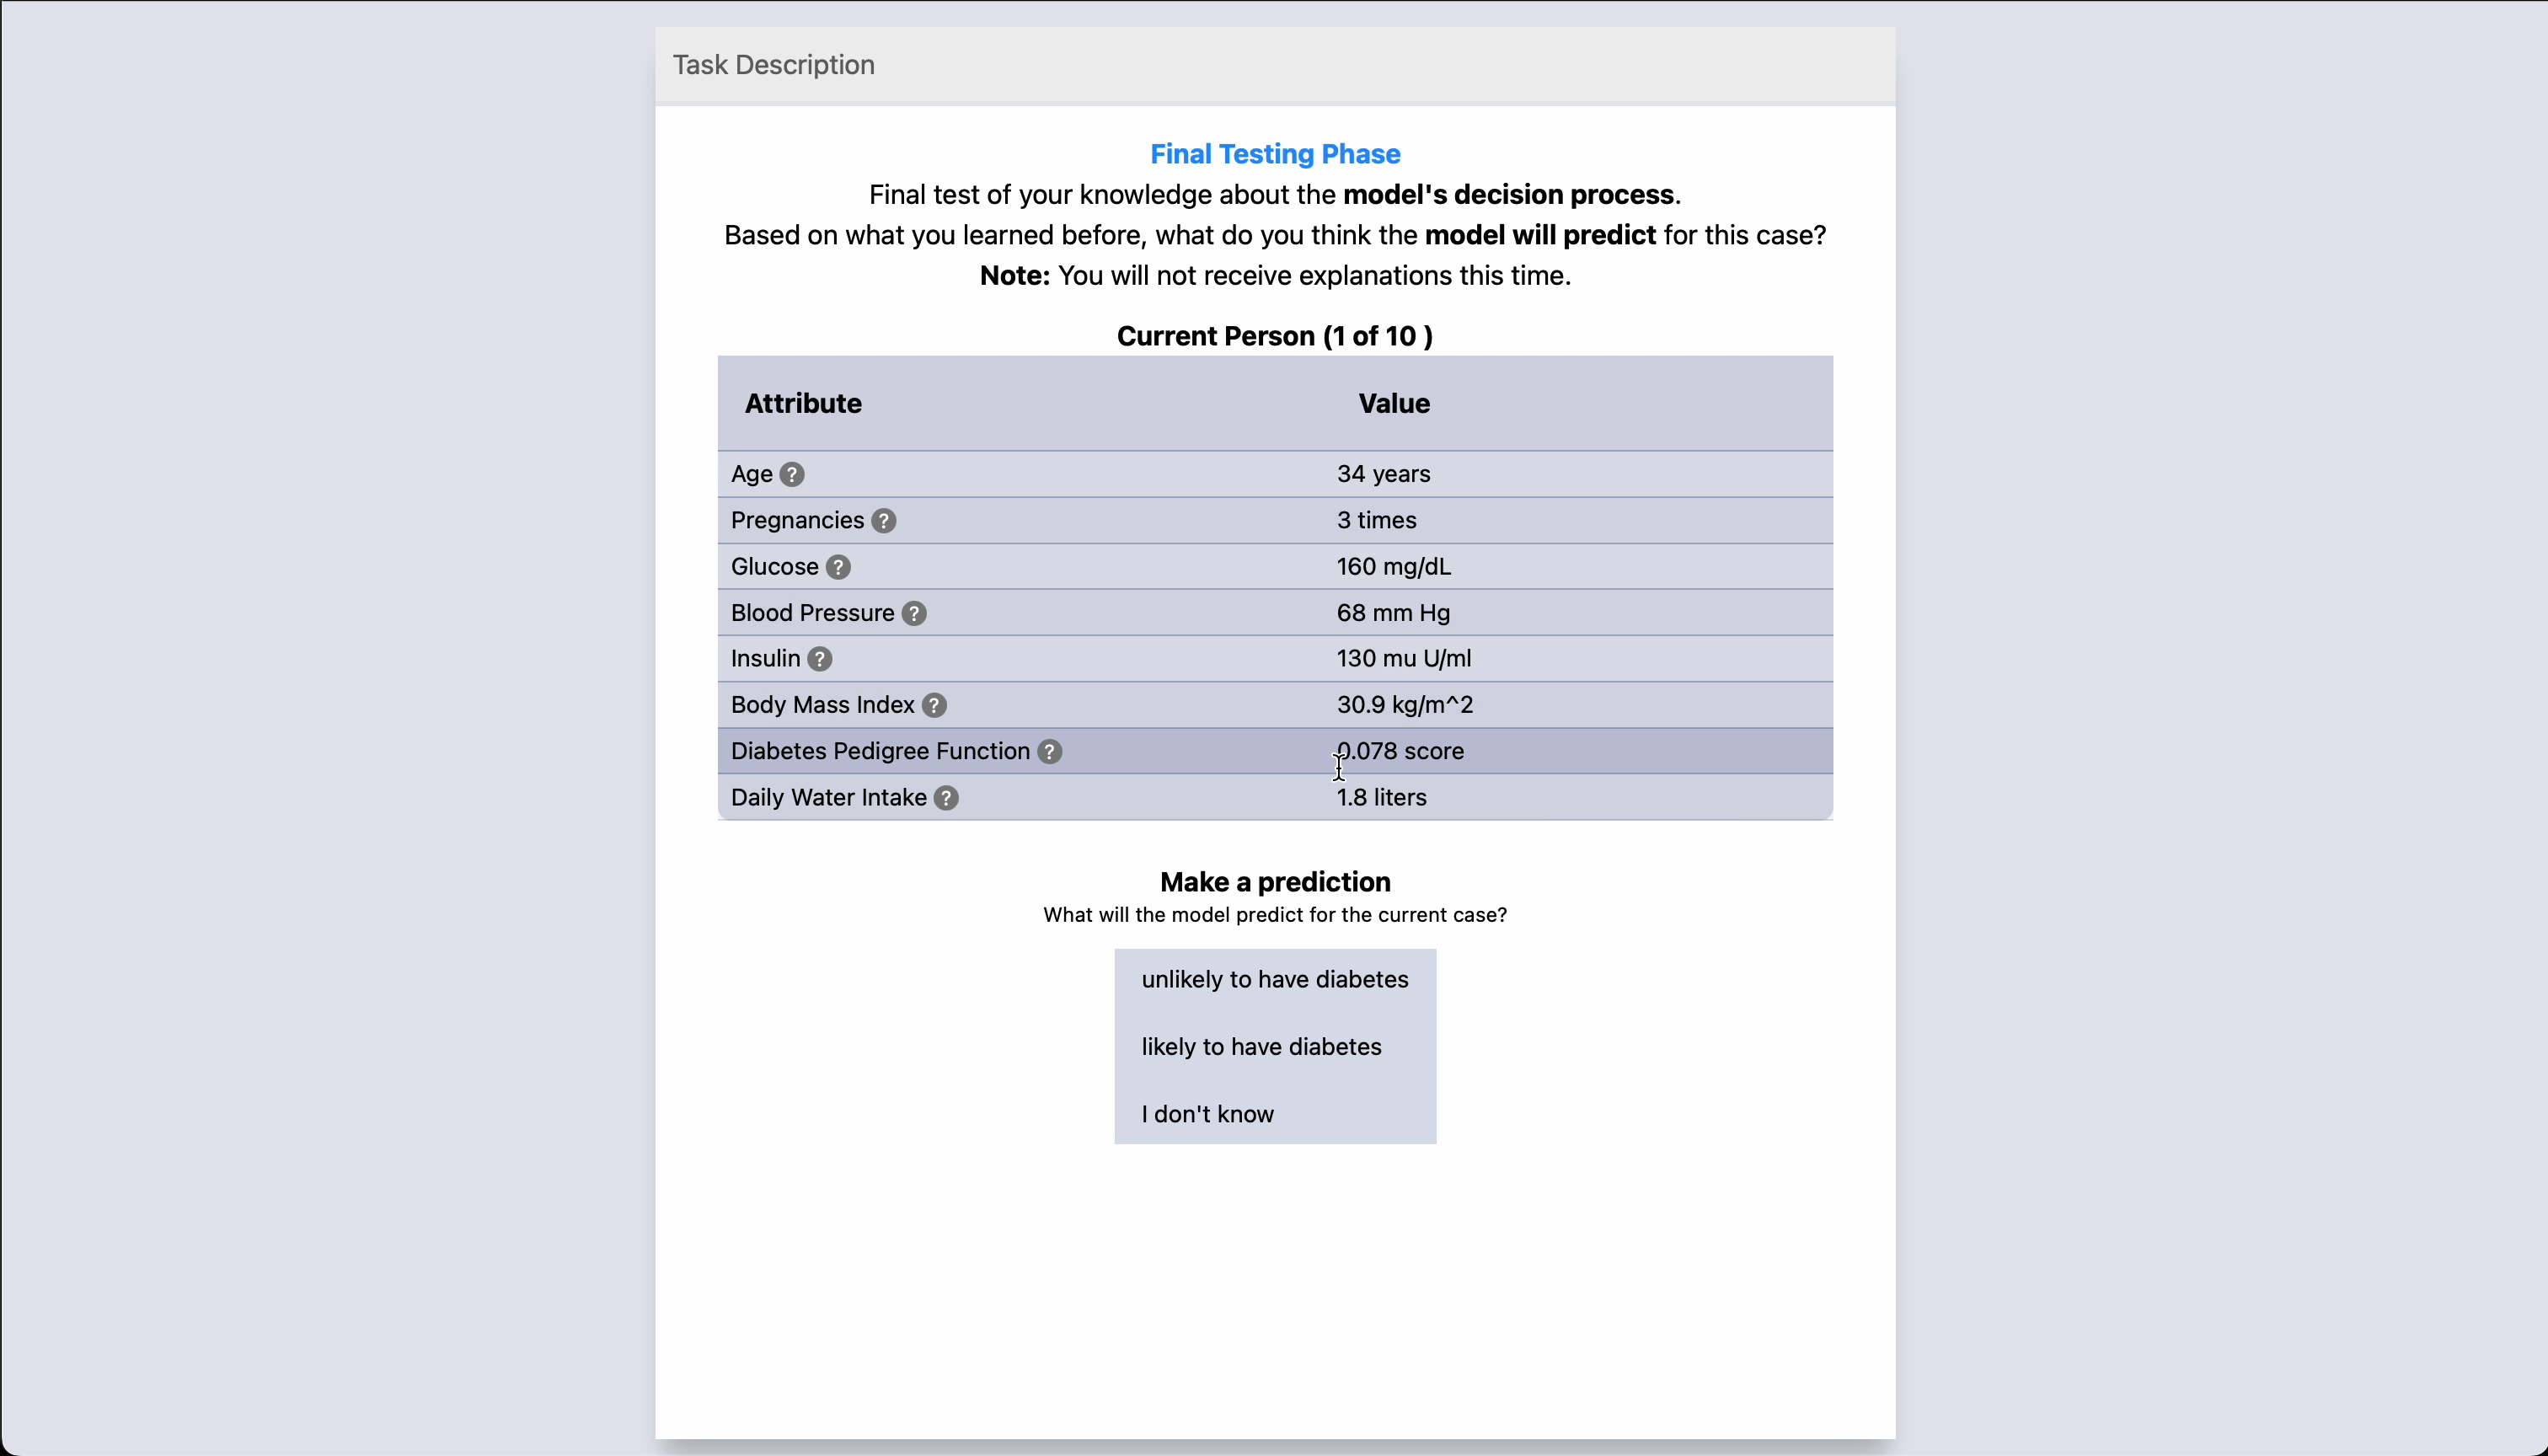 Task Description
Final Testing Phase
Final test of your knowledge about the model's decision process.
Based on what you learned before, what do you think the model will predict for this case?
Note: You will not receive explanations this time.
Current Person (1 of 10 )
Attribute Value
Age ? 34 years
Pregnancies ? 3 times
Glucose ? 160 mg/dL
Blood Pressure ? 68 mm Hg
Insulin ? 130 mu U/ml
Body Mass Index ? 30.9 kg/m^2
Diabetes Pedigree Function ? 0.078 score
Daily Water Intake ? 1.8 liters
Make a prediction
What will the model predict for the current case?
unlikely to have diabetes
likely to have diabetes
I don't know